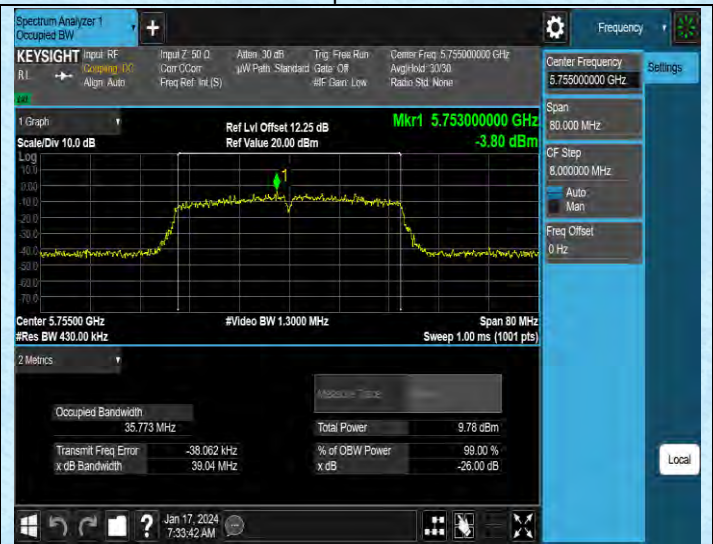 Spectrum Analyzer 1
Occupied BW
Frequency
KEYSIGHT
RL
Input: RF
Coupling: DC
Align: Auto
Input Z: 50 Ω
Corr CCorr
Freq Ref: Int (S)
Atten: 30 dB
µW Path: Standard
Trig: Free Run
Gate: Off
#IF Gain: Low
Center Freq: 5.755000000 GHz
Avg|Hold: 30/30
Radio Std: None
Center Frequency
5.755000000 GHz
Settings
Span
80.000 MHz
CF Step
8.000000 MHz
Auto
Man
Freq Offset
0 Hz
1 Graph
Scale/Div 10.0 dB
Ref Lvl Offset 12.25 dB
Ref Value 20.00 dBm
Mkr1 5.753000000 GHz
-3.80 dBm
Log
10.0
0.00
-10.0
-20.0
-30.0
-40.0
-50.0
-60.0
-70.0
1
Center 5.75500 GHz
#Res BW 430.00 kHz
#Video BW 1.3000 MHz
Span 80 MHz
Sweep 1.00 ms (1001 pts)
2 Metrics
Measure Trace
Occupied Bandwidth
35.773 MHz
Total Power
9.78 dBm
Transmit Freq Error
-38.062 kHz
% of OBW Power
99.00 %
x dB Bandwidth
39.04 MHz
x dB
-26.00 dB
Local
?
Jan 17, 2024
7:33:42 AM